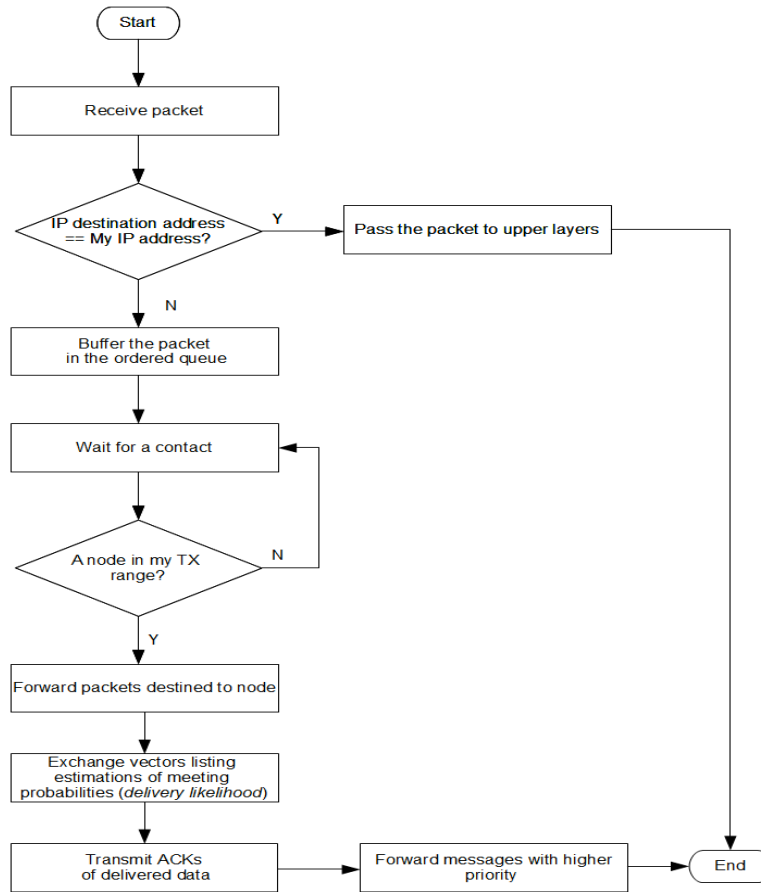 Start
Receive packet
IP destination address
== My IP address?
Y
Pass the packet to upper layers
N
Buffer the packet
in the ordered queue
Wait for a contact
A node in my TX
range?
N
Y
Forward packets destined to node
Exchange vectors listing
estimations of meeting
probabilities (delivery likelihood)
Transmit ACKs
of delivered data
Forward messages with higher
priority
End